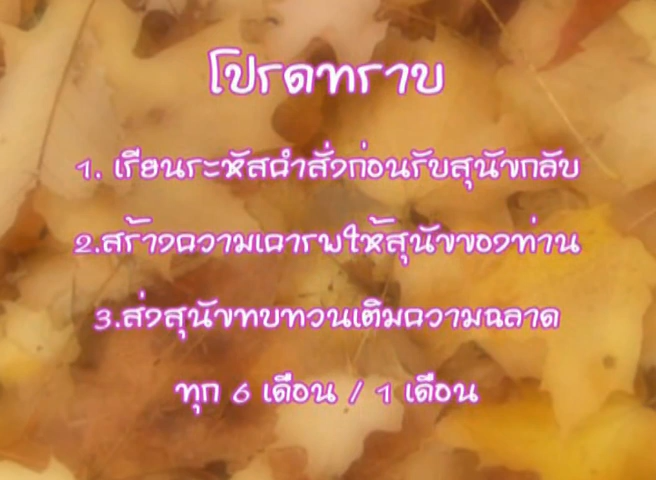 โปรดทราบ
1. เรียนระหัสคำสั่งก่อนรับสุนัขกลับ
2.สร้างความเคารพให้สุนัขของท่าน
3.ส่งสุนัขทบทวนเติมความฉลาด
ทุก 6 เดือน / 1 เดือน